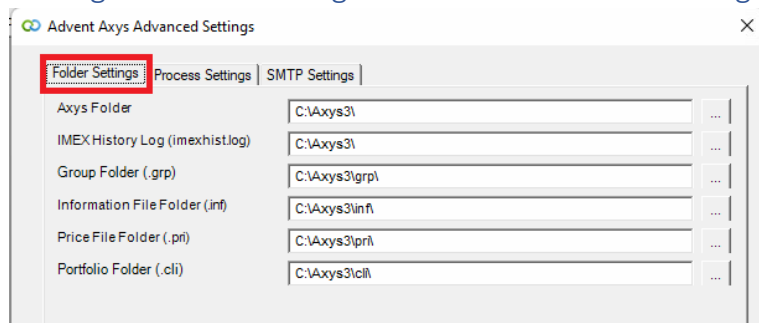 Advent Axys Advanced Settings
Folder Settings Process Settings SMTP Settings
Axys Folder C:\Axys3\ ...
IMEX History Log (imexhist.log) C:\Axys3\ ...
Group Folder (.grp) C:\Axys3\grp\ ...
Information File Folder (.inf) C:\Axys3\inf\ ...
Price File Folder (.pri) C:\Axys3\pri\ ...
Portfolio Folder (.cli) C:\Axys3\cli\ ...